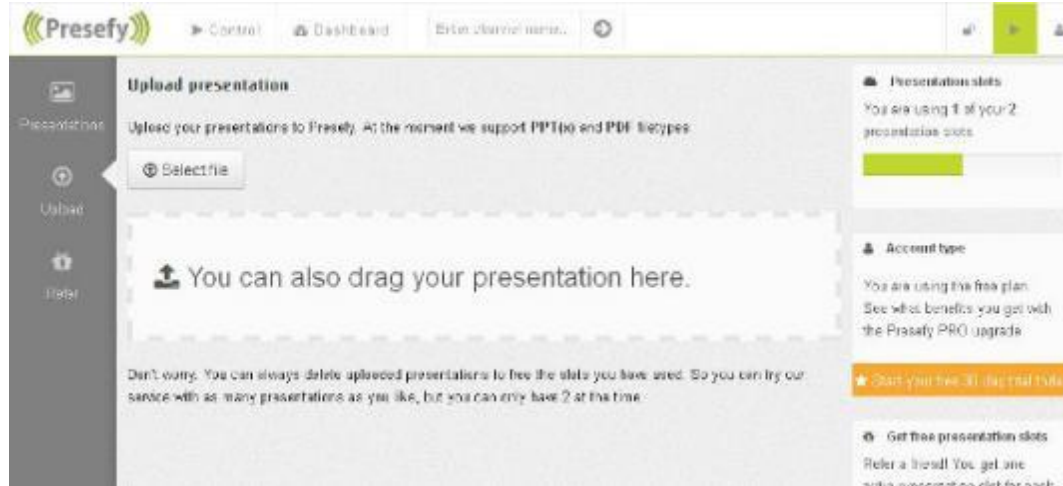 Presefy
Control
Dashboard
Enter channel name..
Presentations
Upload
Refer
Upload presentation
Upload your presentations to Presefy. At the moment we support PPT(x) and PDF filetypes
Select file
You can also drag your presentation here.
Don't worry. You can always delete uploaded presentations to free the slots you have used. So you can try our
service with as many presentations as you like, but you can only have 2 at the time
Presentation slots
You are using 1 of your 2
presentation slots
Account type
You are using the free plan
See what benefits you get with
the Presefy PRO upgrade
Start your free 30 day trial
Get free presentation slots
Refer a friend! You get one
extra presentation slot for each